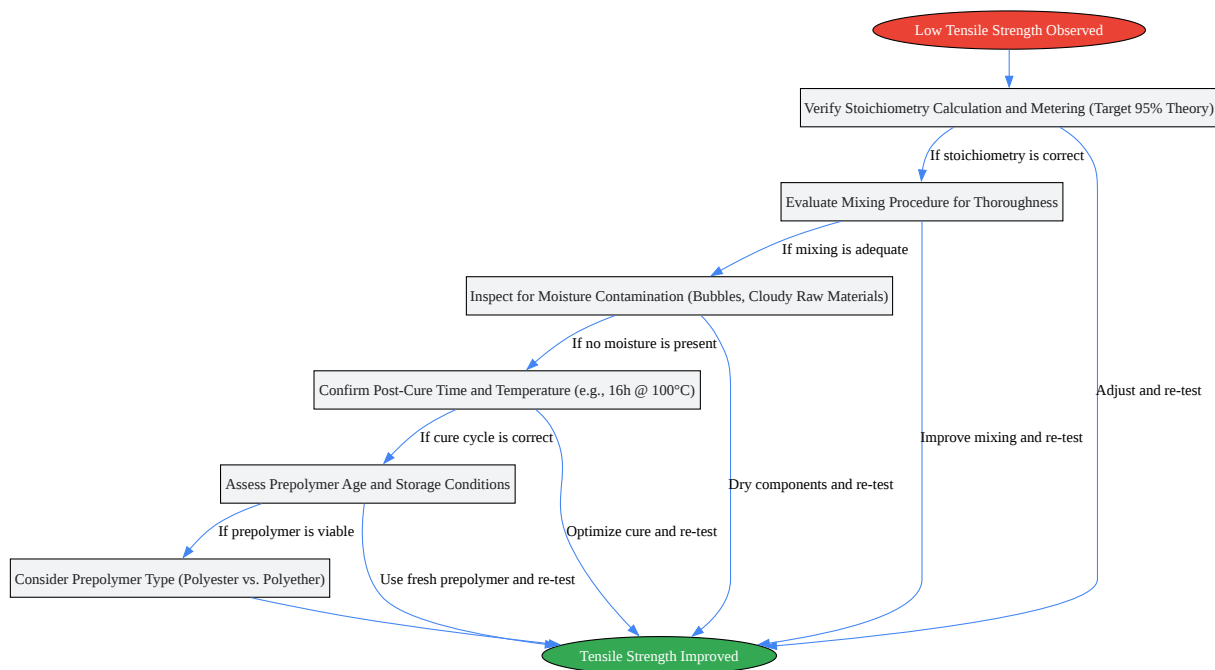 Low Tensile Strength Observed
Verify Stoichiometry Calculation and Metering (Target 95% Theory)
If stoichiometry is correct
Evaluate Mixing Procedure for Thoroughness
If mixing is adequate
Inspect for Moisture Contamination (Bubbles, Cloudy Raw Materials)
If no moisture is present
Confirm Post-Cure Time and Temperature (e.g., 16h @ 100°C)
Adjust and re-test
If cure cycle is correct
Improve mixing and re-test
Assess Prepolymer Age and Storage Conditions
Dry components and re-test
If prepolymer is viable
Optimize cure and re-test
Consider Prepolymer Type (Polyester vs. Polyether)
Use fresh prepolymer and re-test
Tensile Strength Improved